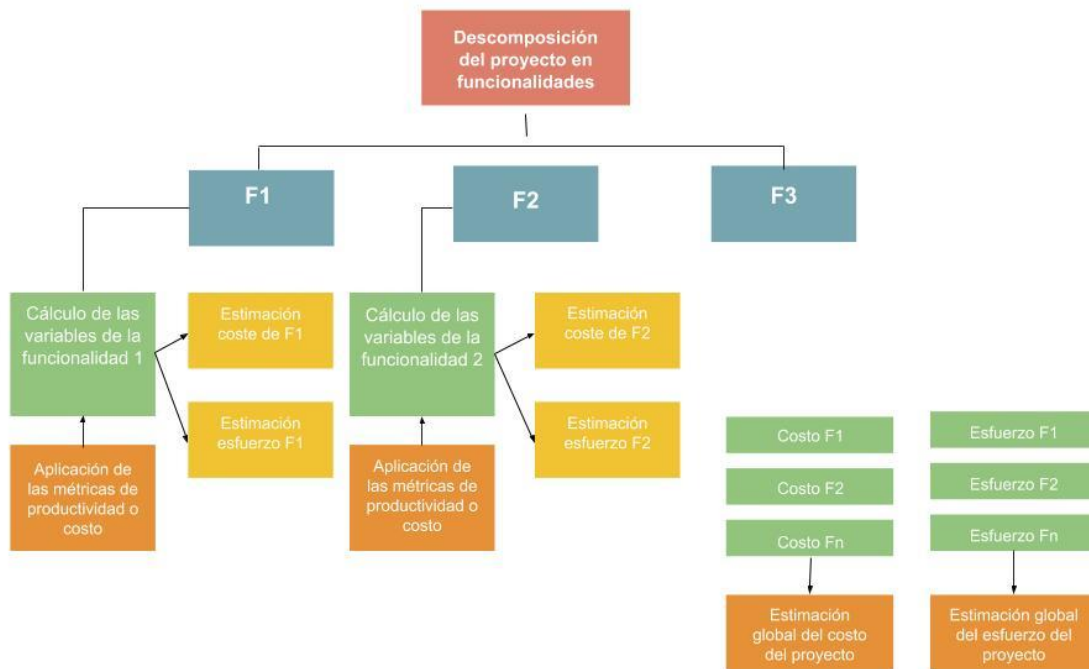 Descomposición
del proyecto en
funcionalidades
F1
F2
F3
Cálculo de las
variables de la
funcionalidad 1
Estimación
coste de F1
Estimación
esfuerzo F1
Aplicación de
las métricas de
productividad o
costo
Cálculo de las
variables de la
funcionalidad 2
Estimación
coste de F2
Estimación
esfuerzo F2
Aplicación de
las métricas de
productividad o
costo
Costo F1
Costo F2
Costo Fn
Estimación
global del costo
del proyecto
Esfuerzo F1
Esfuerzo F2
Esfuerzo Fn
Estimación global
del esfuerzo del
proyecto